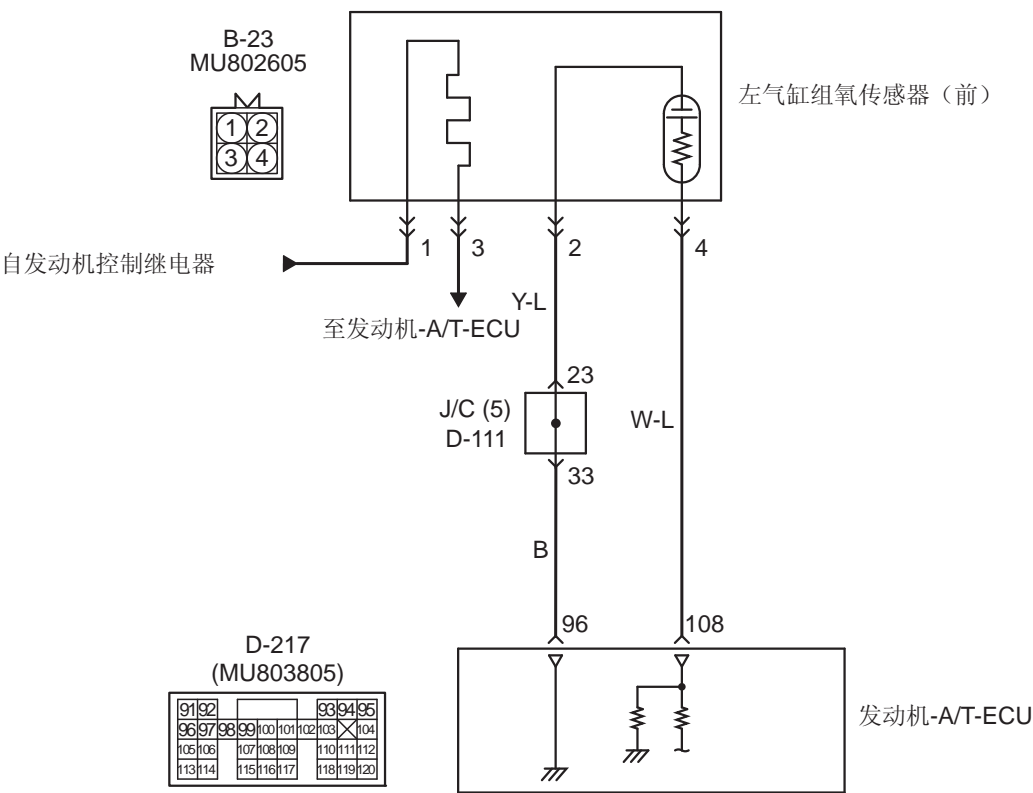 B-23
MU802605
1 2
3 4
左气缸组氧传感器（前）
1 3 2 4
自发动机控制继电器
Y-L
至发动机-A/T-ECU
23
J/C (5)
D-111
W-L
33
B
96 108
D-217
(MU803805)
91 92 93 94 95
96 97 98 99 100 101 102 103 104
105 106 107 108 109 110 111 112
113 114 115 116 117 118 119 120
发动机-A/T-ECU